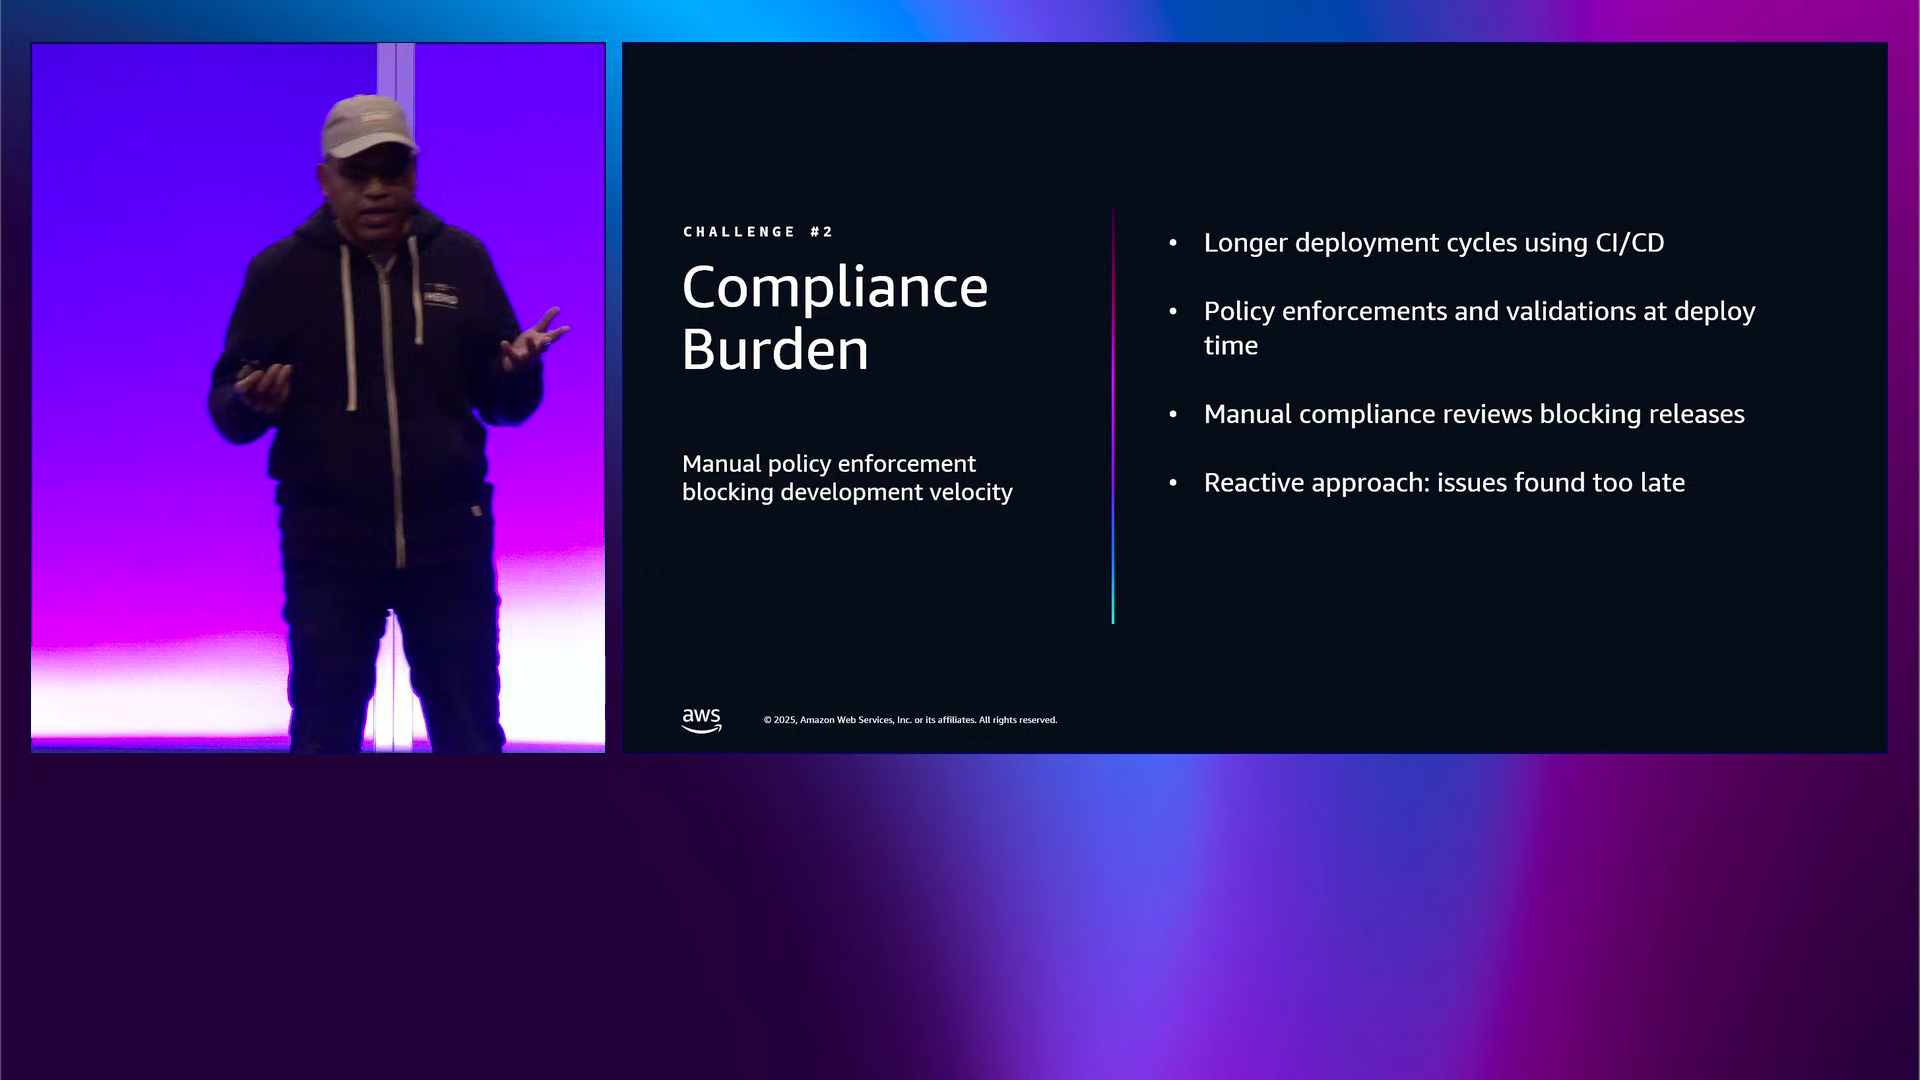 HERO
CHALLENGE #2
Compliance
Burden
Manual policy enforcement
blocking development velocity
• Longer deployment cycles using CI/CD
• Policy enforcements and validations at deploy
time
• Manual compliance reviews blocking releases
• Reactive approach: issues found too late
aws
© 2025, Amazon Web Services, Inc. or its affiliates. All rights reserved.